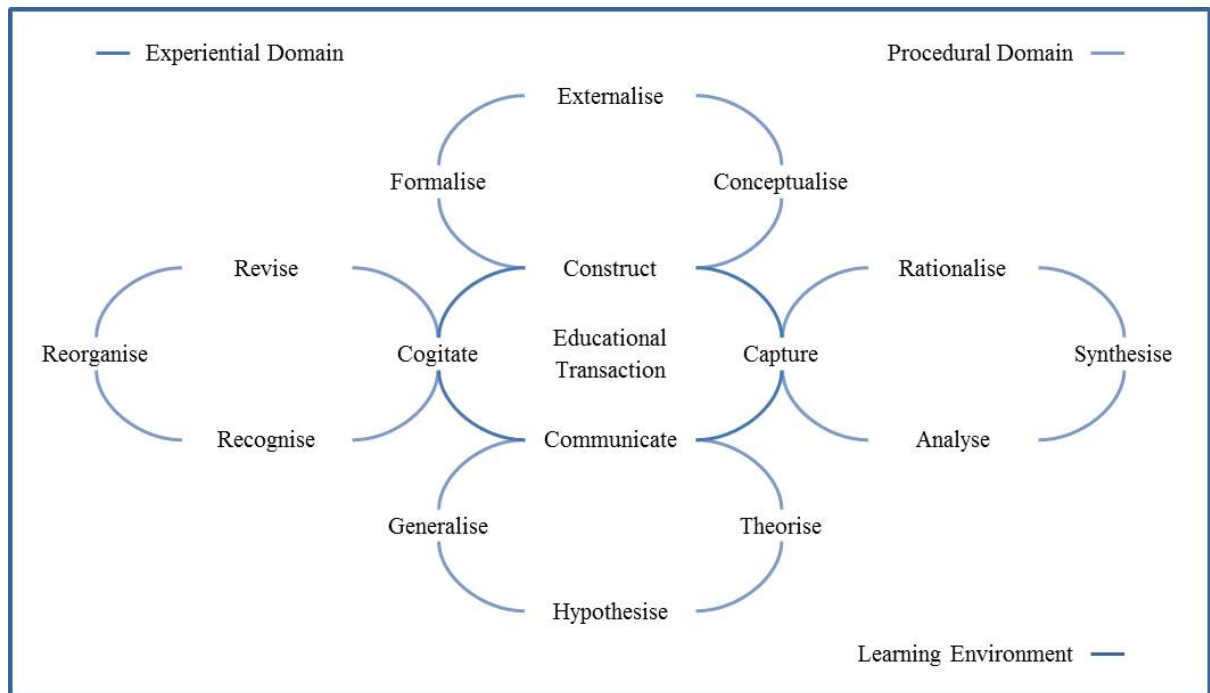 Experiential Domain
Procedural Domain
Externalise
Formalise
Conceptualise
Revise
Construct
Rationalise
Reorganise
Cogitate
Educational
Transaction
Capture
Synthesise
Recognise
Communicate
Analyse
Generalise
Theorise
Hypothesise
Learning Environment